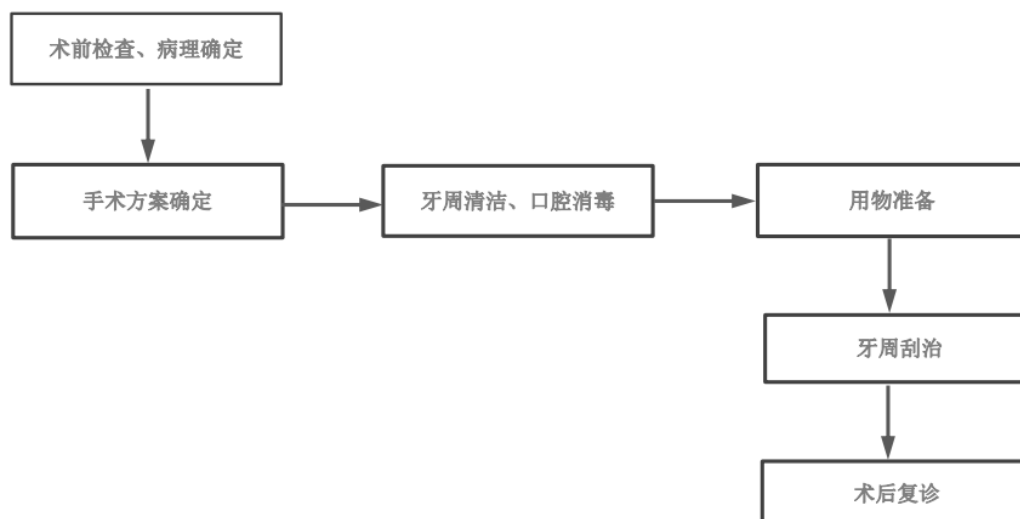 术前检查、病理确定
手术方案确定
牙周清洁、口腔消毒
用物准备
牙周刮治
术后复诊